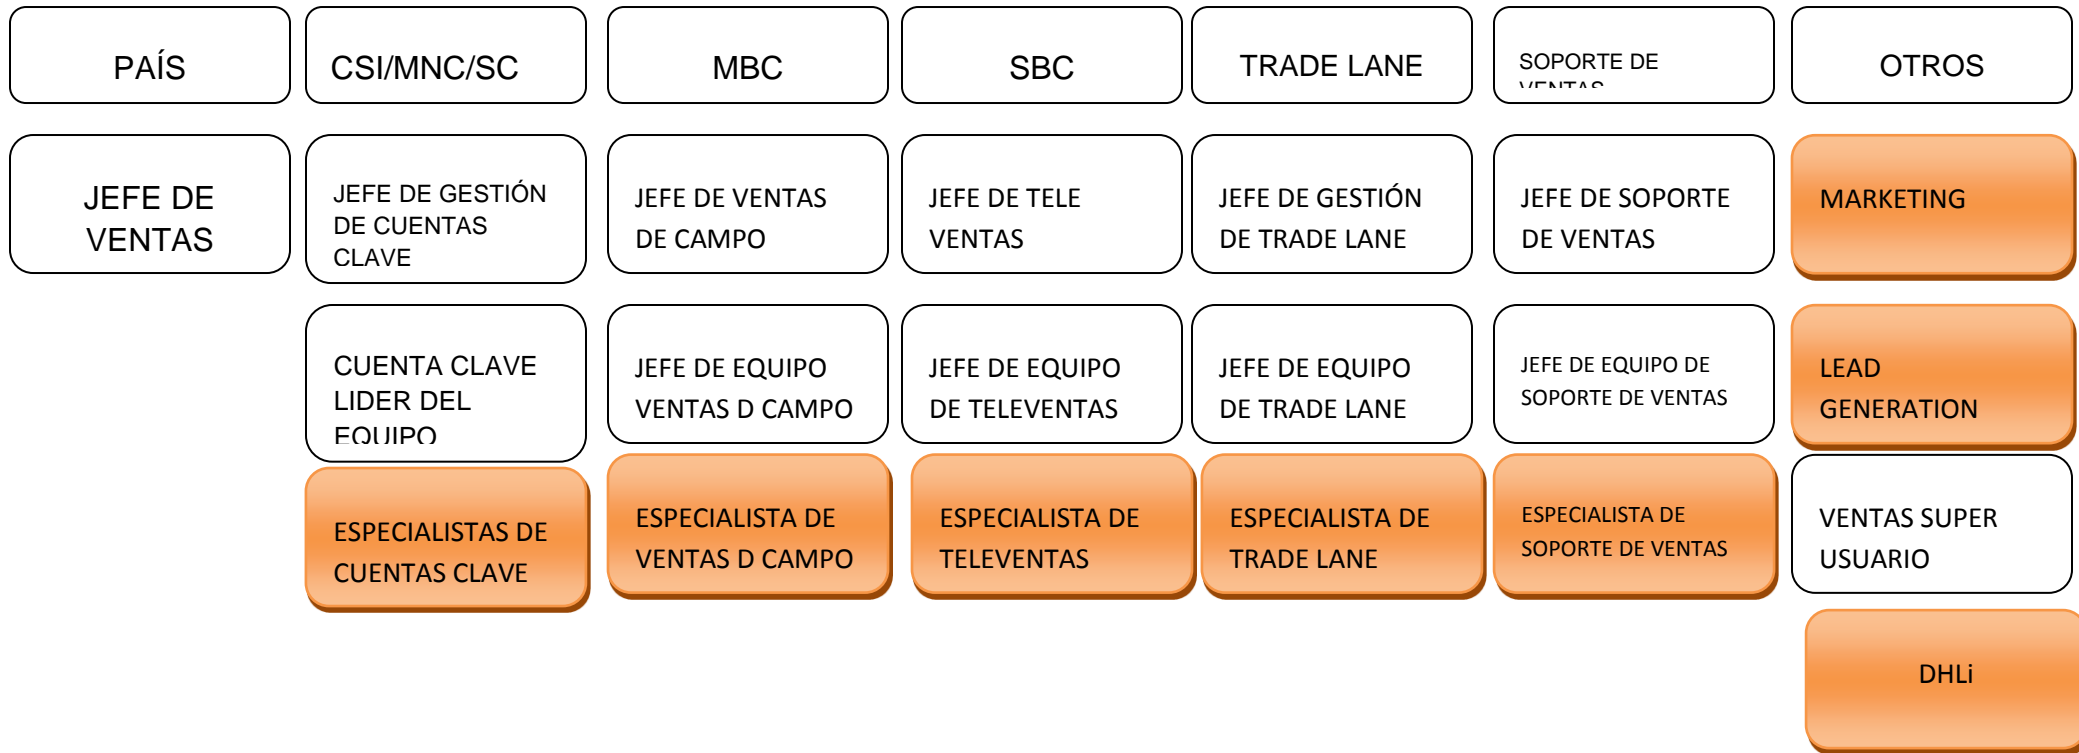 PAÍS
CSI/MNC/SC
MBC
SBC
TRADE LANE
SOPORTE DE
VENTAS
OTROS
JEFE DE
VENTAS
JEFE DE GESTIÓN
DE CUENTAS
CLAVE
JEFE DE VENTAS
DE CAMPO
JEFE DE TELE
VENTAS
JEFE DE GESTIÓN
DE TRADE LANE
JEFE DE SOPORTE
DE VENTAS
MARKETING
CUENTA CLAVE
LIDER DEL
EQUIPO
JEFE DE EQUIPO
VENTAS D CAMPO
JEFE DE EQUIPO
DE TELEVENTAS
JEFE DE EQUIPO
DE TRADE LANE
JEFE DE EQUIPO DE
SOPORTE DE VENTAS
LEAD
GENERATION
ESPECIALISTAS DE
CUENTAS CLAVE
ESPECIALISTA DE
VENTAS D CAMPO
ESPECIALISTA DE
TELEVENTAS
ESPECIALISTA DE
TRADE LANE
ESPECIALISTA DE
SOPORTE DE VENTAS
VENTAS SUPER
USUARIO
DHLi